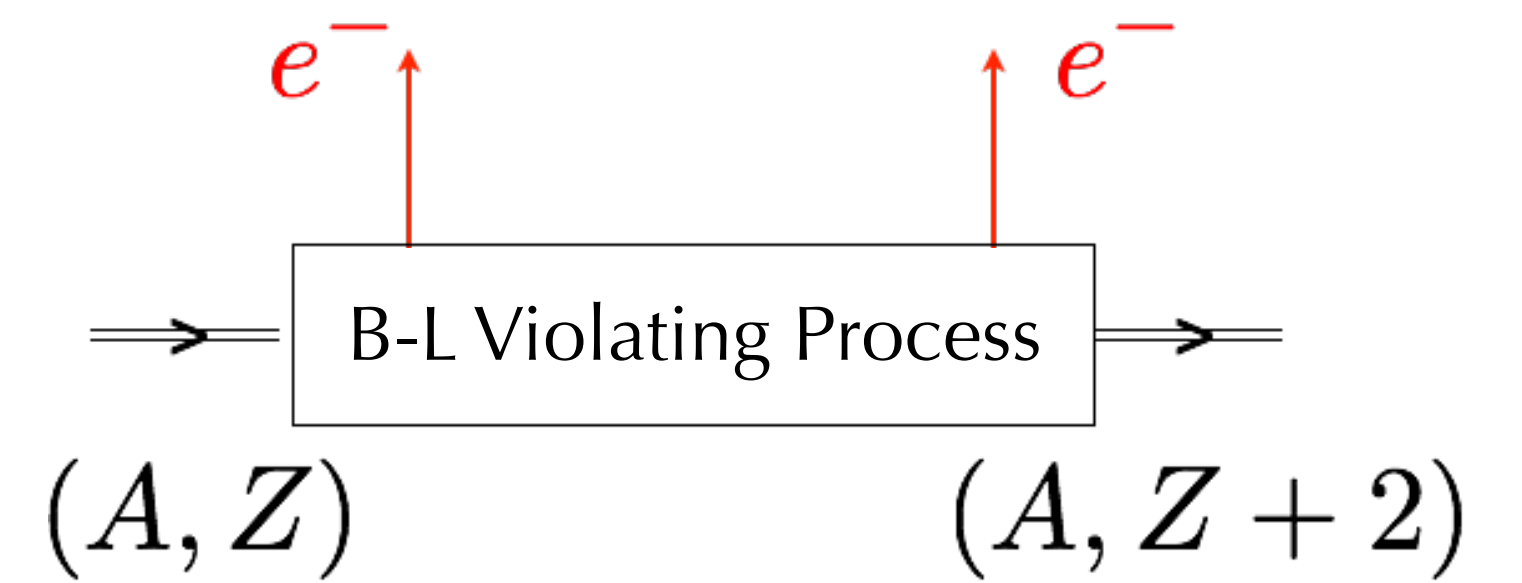 e⁻ e⁻
B-L Violating Process
(A, Z) (A, Z + 2)